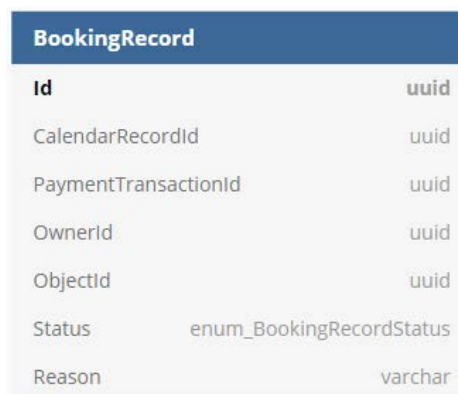 BookingRecord
Id uuid
CalendarRecordId uuid
PaymentTransactionId uuid
OwnerId uuid
ObjectId uuid
Status enum_BookingRecordStatus
Reason varchar